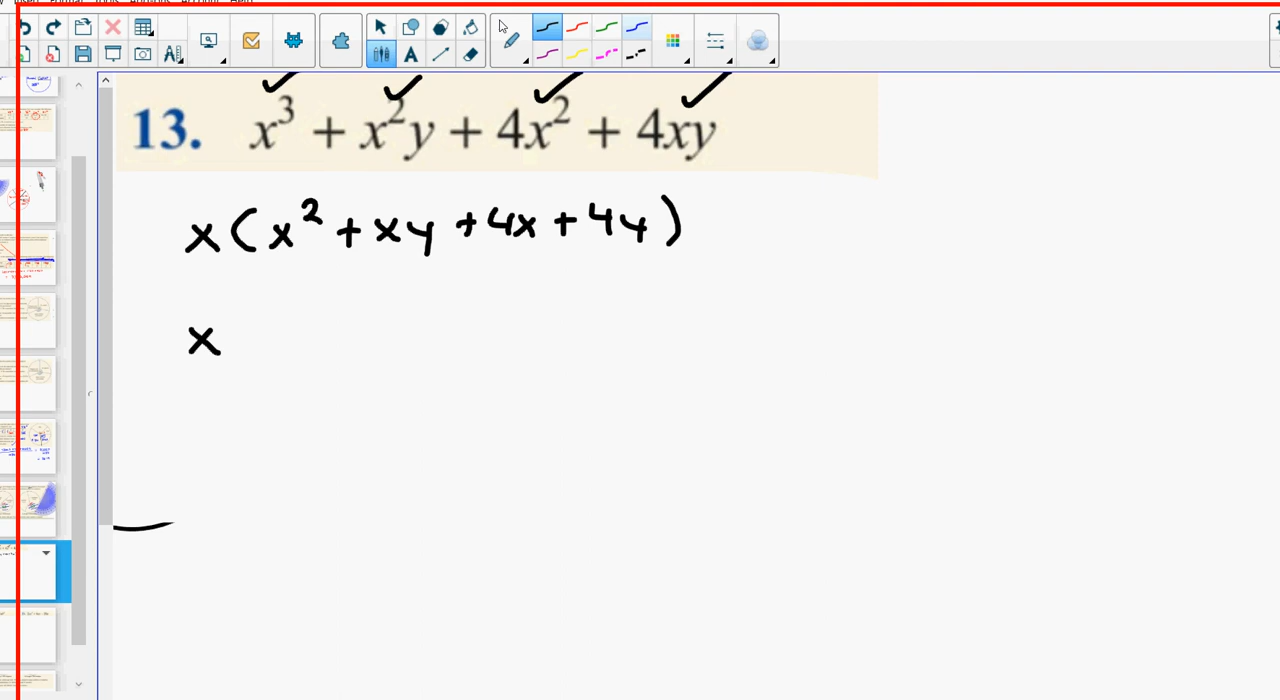 13. x³ + x²y + 4x² + 4xy
x(x² + xy + 4x + 4y)
x